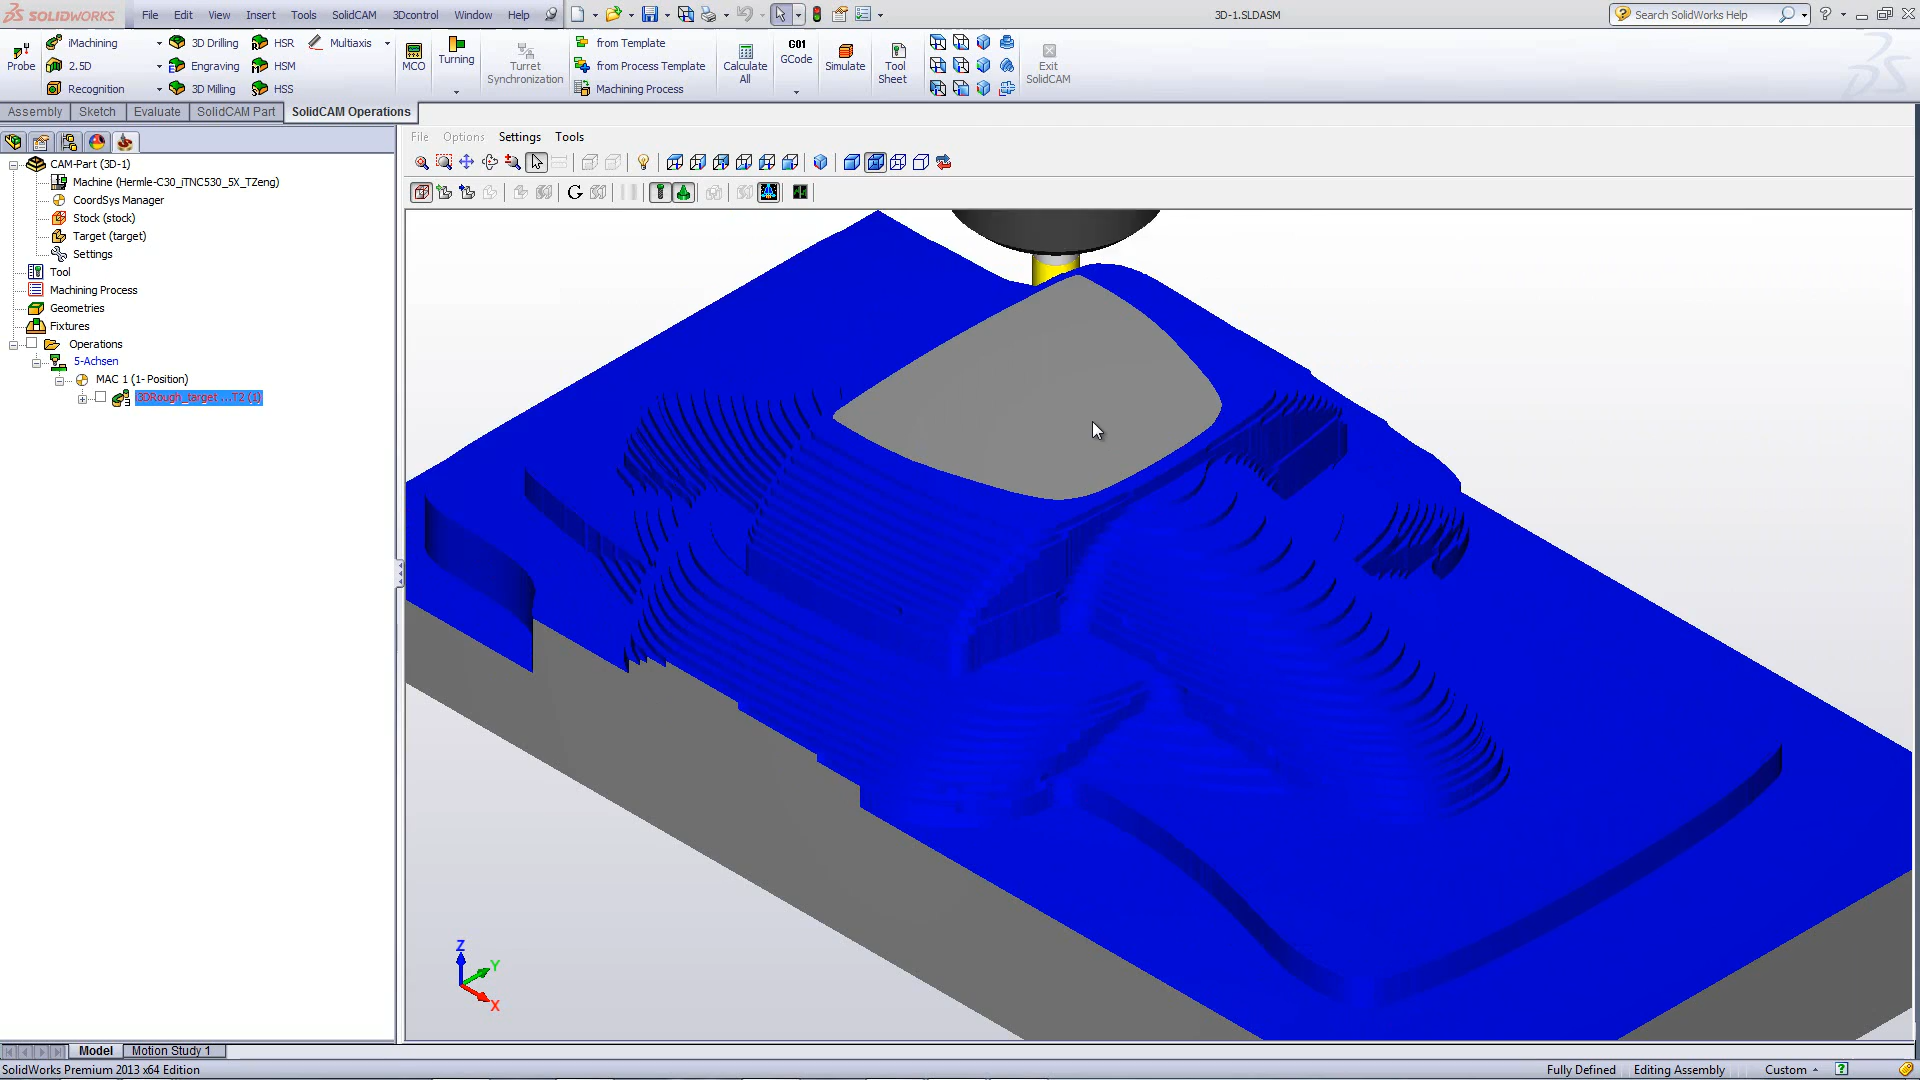 SOLIDWORKS File Edit View Insert Tools SolidCAM 3Dcontrol Window Help 3D-1.SLDASM Search SolidWorks Help
iMachining 3D Drilling HSR Multiaxis from Template
Probe 2.5D Engraving HSM MCO Turning Turret Synchronization from Process Template Calculate All G01 GCode Simulate Tool Sheet Exit SolidCAM
Recognition 3D Milling HSS Machining Process
Assembly Sketch Evaluate SolidCAM Part SolidCAM Operations
File Options Settings Tools
CAM-Part (3D-1)
Machine (Hermle-C30_iTNC530_5X_TZeng)
CoordSys Manager
Stock (stock)
Target (target)
Settings
Tool
Machining Process
Geometries
Fixtures
Operations
5-Achsen
MAC 1 (1- Position)
3DRough_target ...T2 (1)
Z
Y
X
Model Motion Study 1
SolidWorks Premium 2013 x64 Edition Fully Defined Editing Assembly Custom